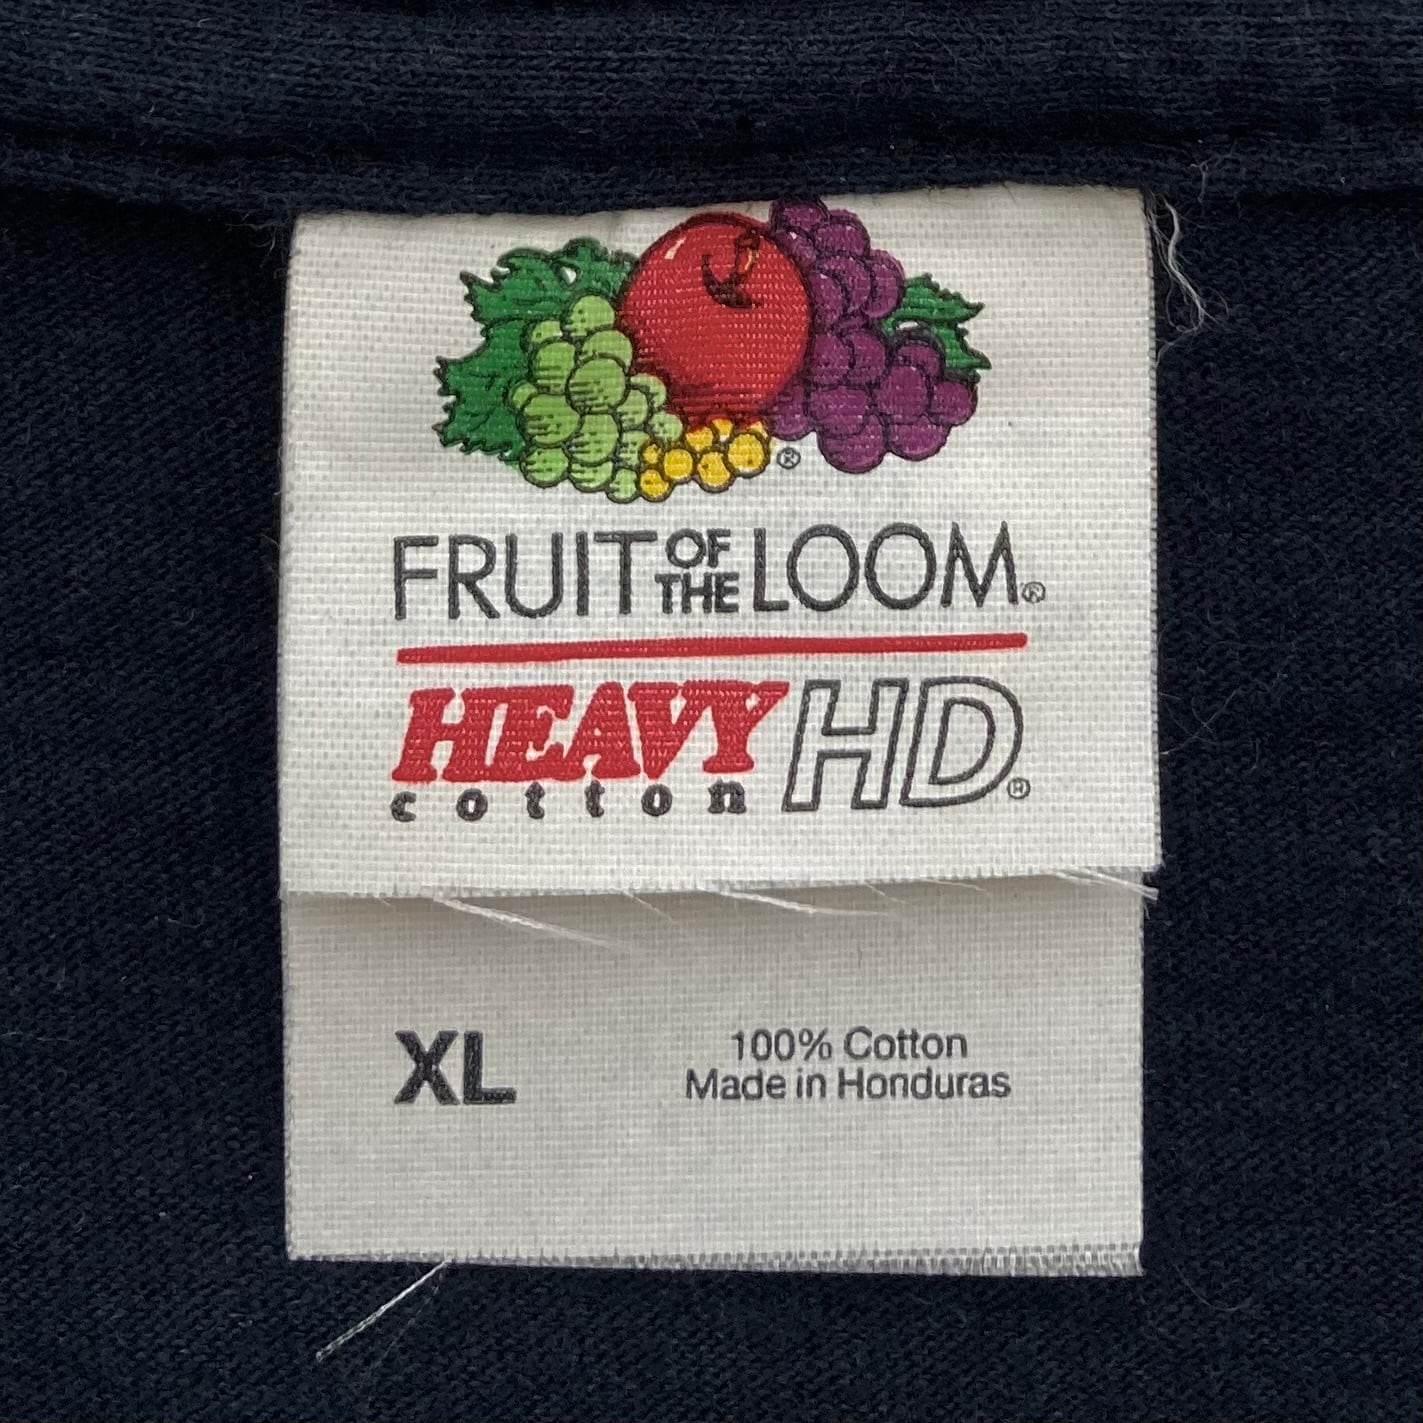 ®
FRUIT OF THE LOOM®
HEAVY HD®
cotton
XL
100% Cotton
Made in Honduras